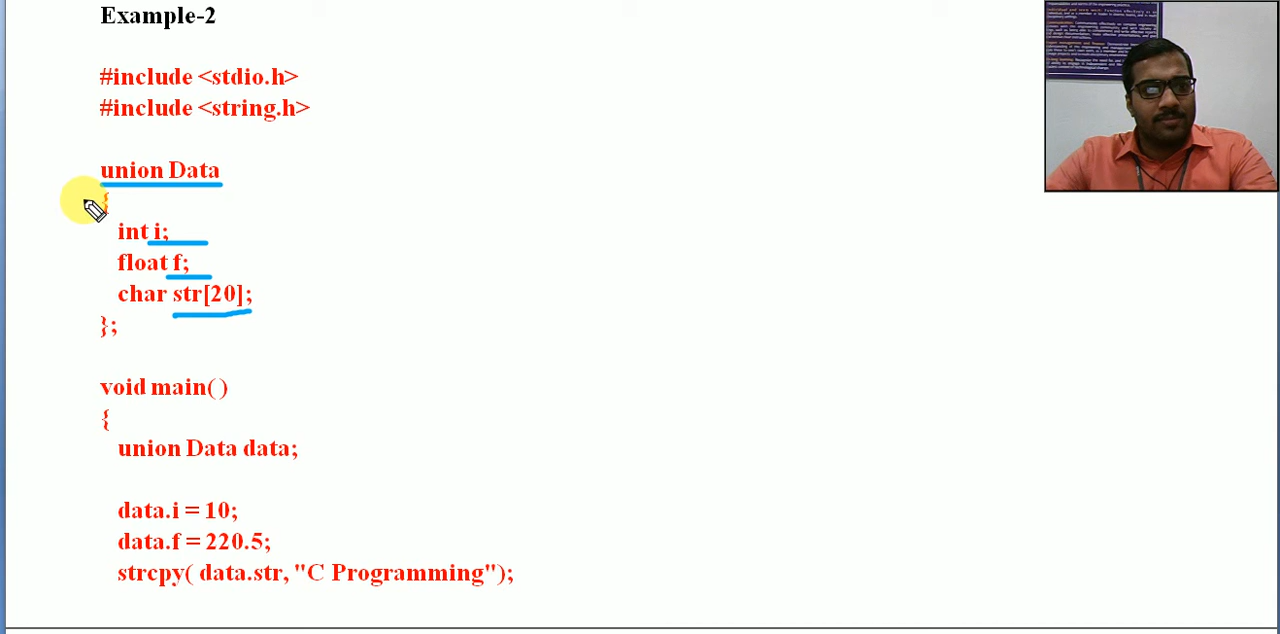 Example-2
#include <stdio.h>
#include <string.h>
union Data
{
int i;
float f;
char str[20];
};
void main( )
{
union Data data;
data.i = 10;
data.f = 220.5;
strcpy( data.str, "C Programming");